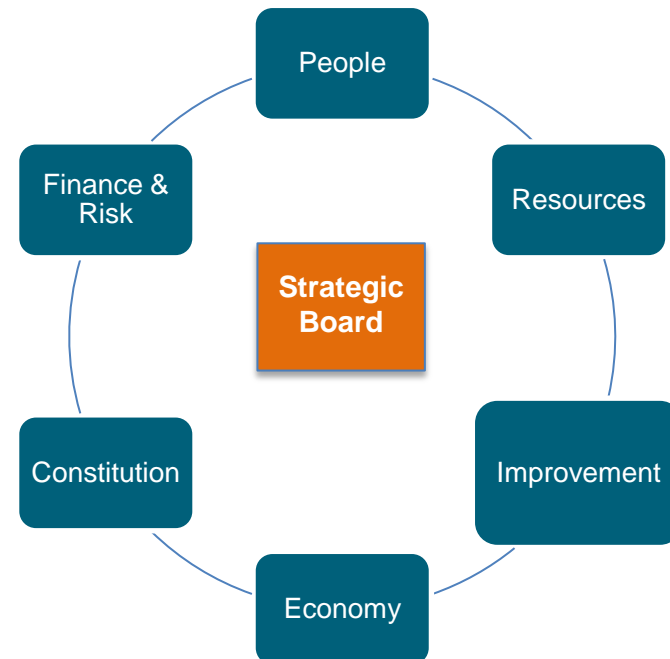 People
Finance &
Risk
Resources
Strategic
Board
Constitution
Improvement
Economy